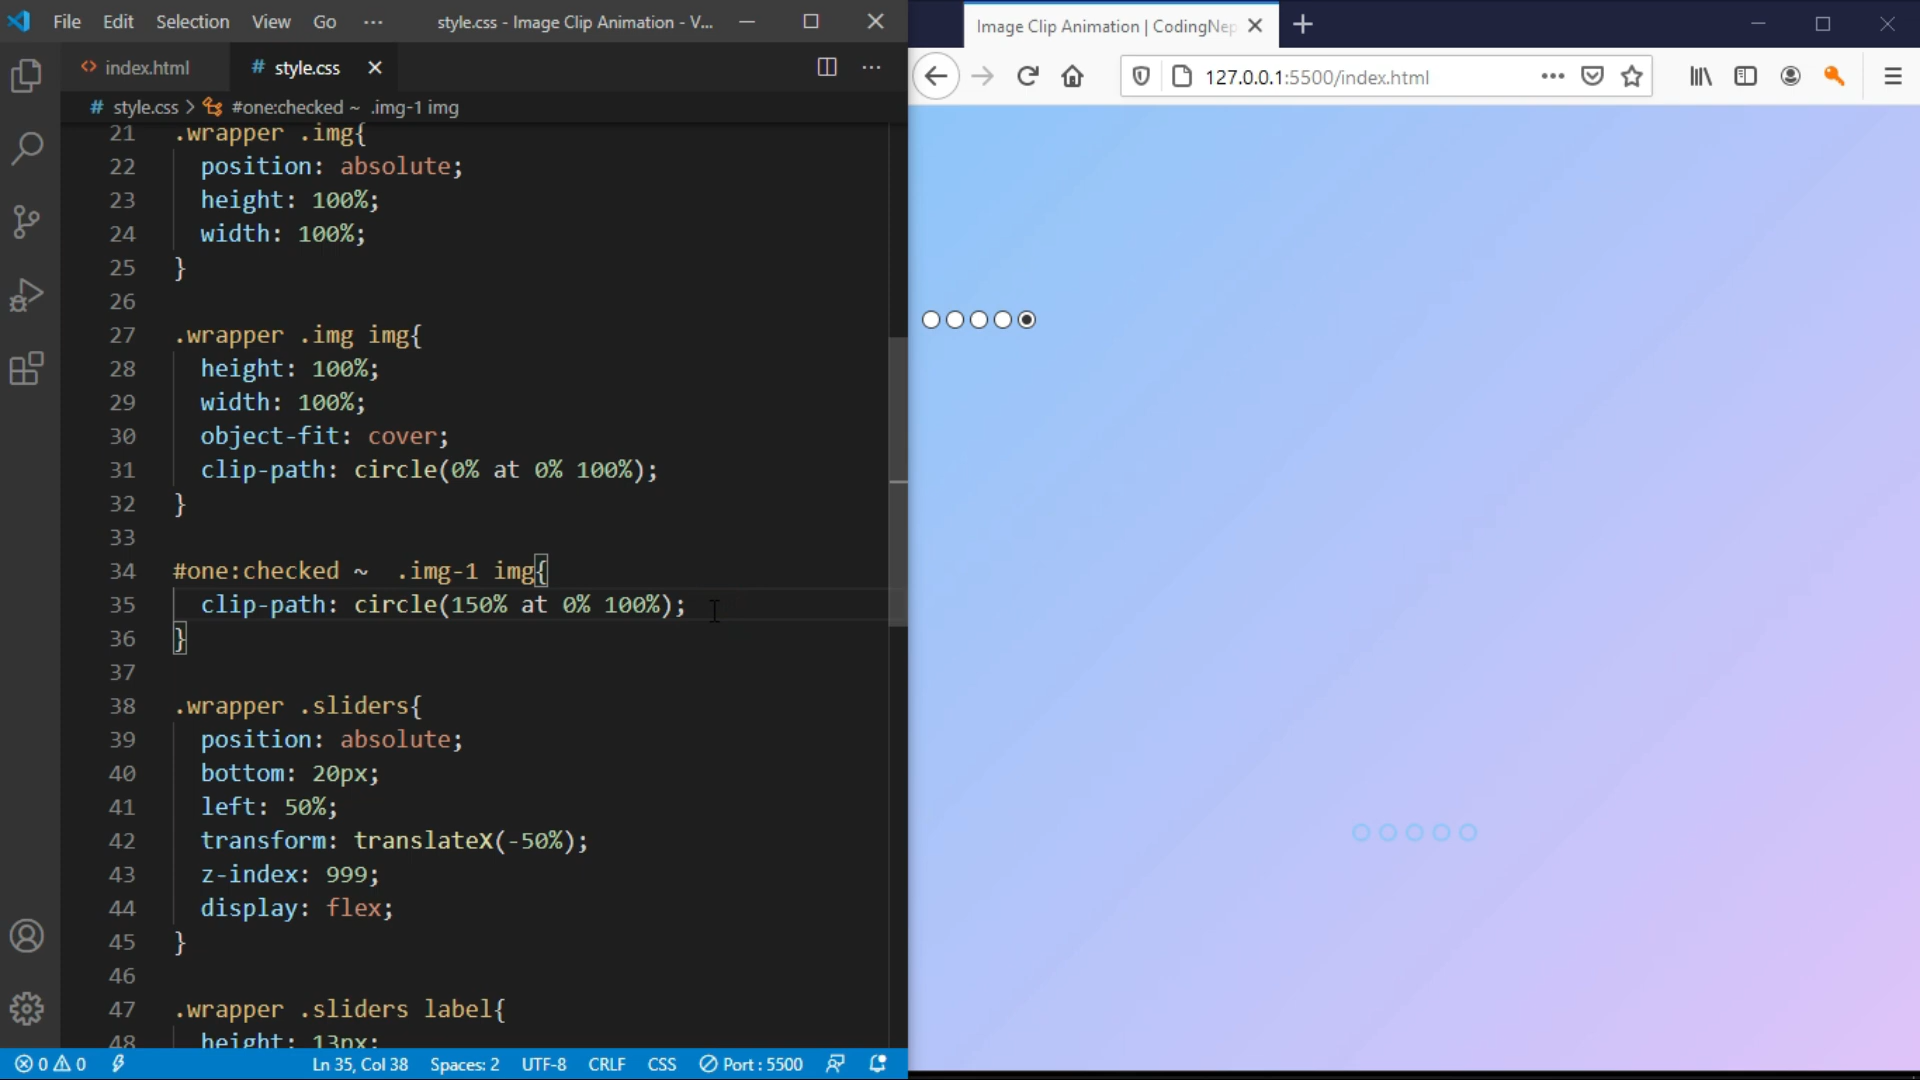 File Edit Selection View Go ··· style.css - Image Clip Animation - V...
index.html # style.css
# style.css > #one:checked ~ .img-1 img
21 .wrapper .img{
22 position: absolute;
23 height: 100%;
24 width: 100%;
25 }
26
27 .wrapper .img img{
28 height: 100%;
29 width: 100%;
30 object-fit: cover;
31 clip-path: circle(0% at 0% 100%);
32 }
33
34 #one:checked ~  .img-1 img{
35 clip-path: circle(150% at 0% 100%);
36 }
37
38 .wrapper .sliders{
39 position: absolute;
40 bottom: 20px;
41 left: 50%;
42 transform: translateX(-50%);
43 z-index: 999;
44 display: flex;
45 }
46
47 .wrapper .sliders label{
48 height: 13px;
0 0 Ln 35, Col 38 Spaces: 2 UTF-8 CRLF CSS Port : 5500
Image Clip Animation | CodingNep
127.0.0.1:5500/index.html